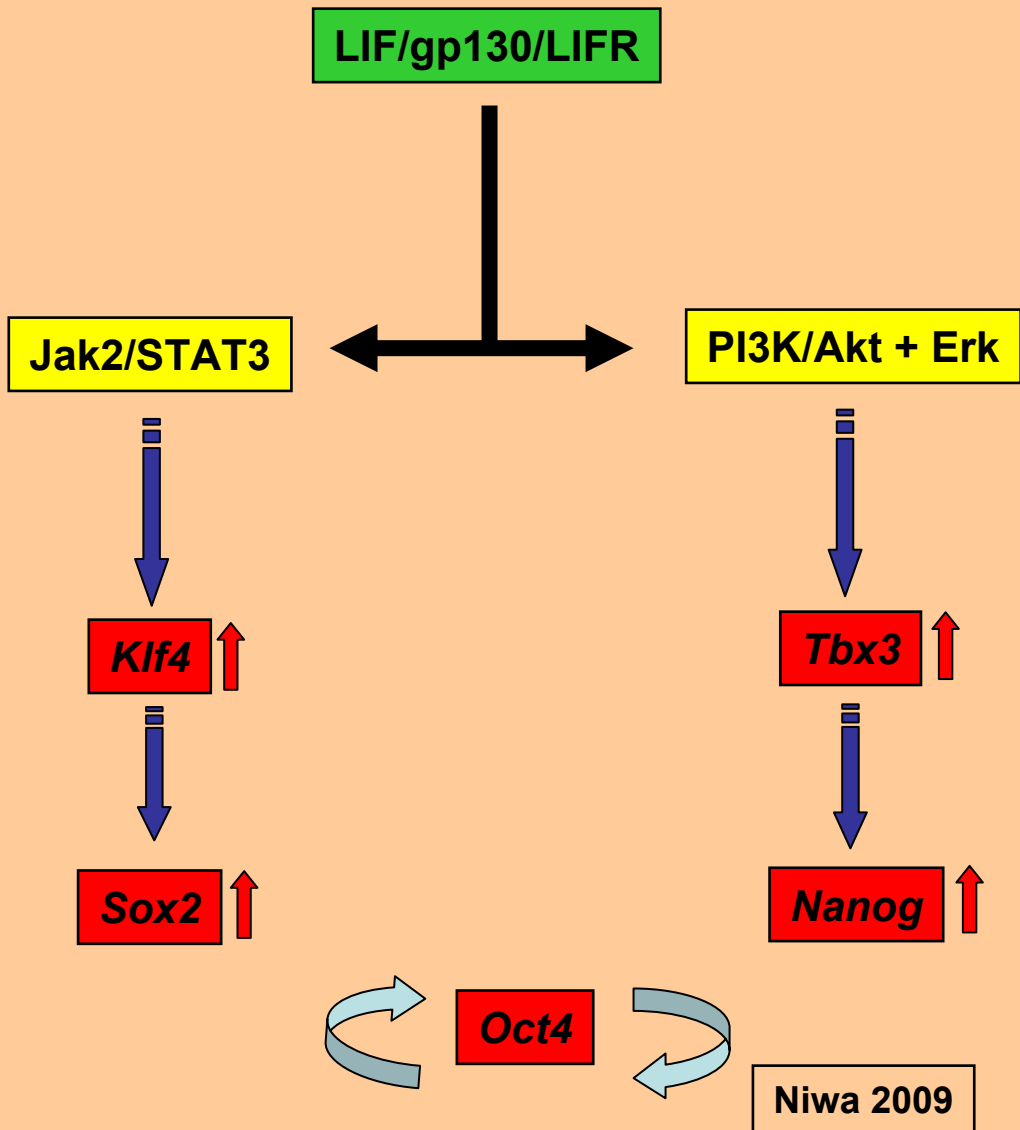 LIF/gp130/LIFR
Jak2/STAT3
PI3K/Akt + Erk
Klf4
Tbx3
Sox2
Nanog
Oct4
Niwa 2009